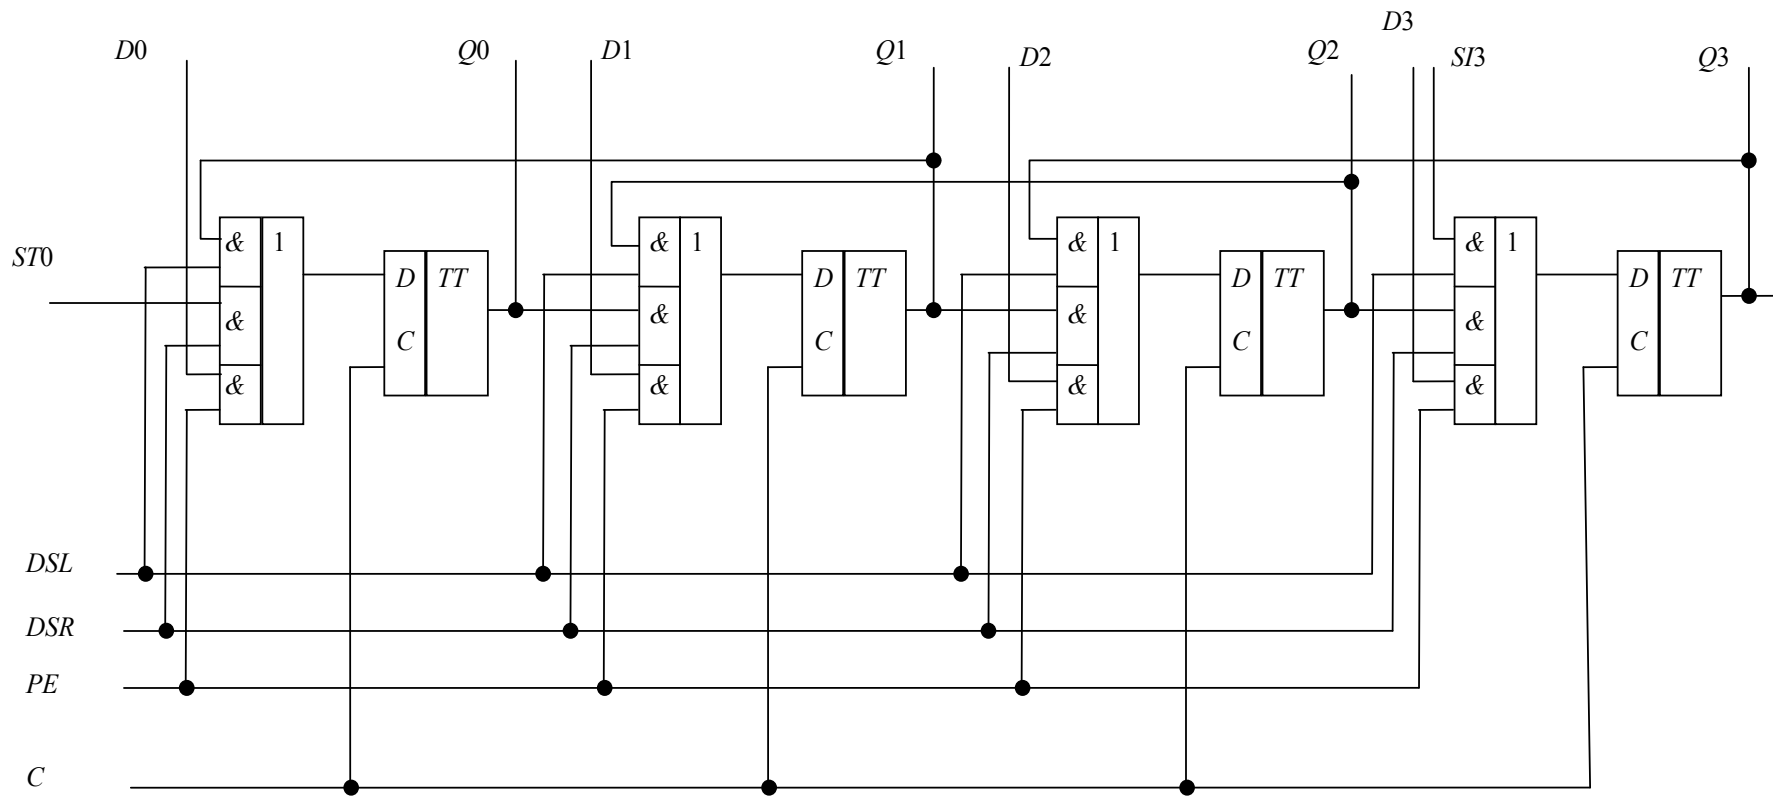 D3
D0 Q0 D1 Q1 D2 Q2 SI3 Q3
& 1 & 1 & 1 & 1
ST0
D TT D TT D TT D TT
& & & &
C C C C
& & & &
DSL
DSR
PE
C